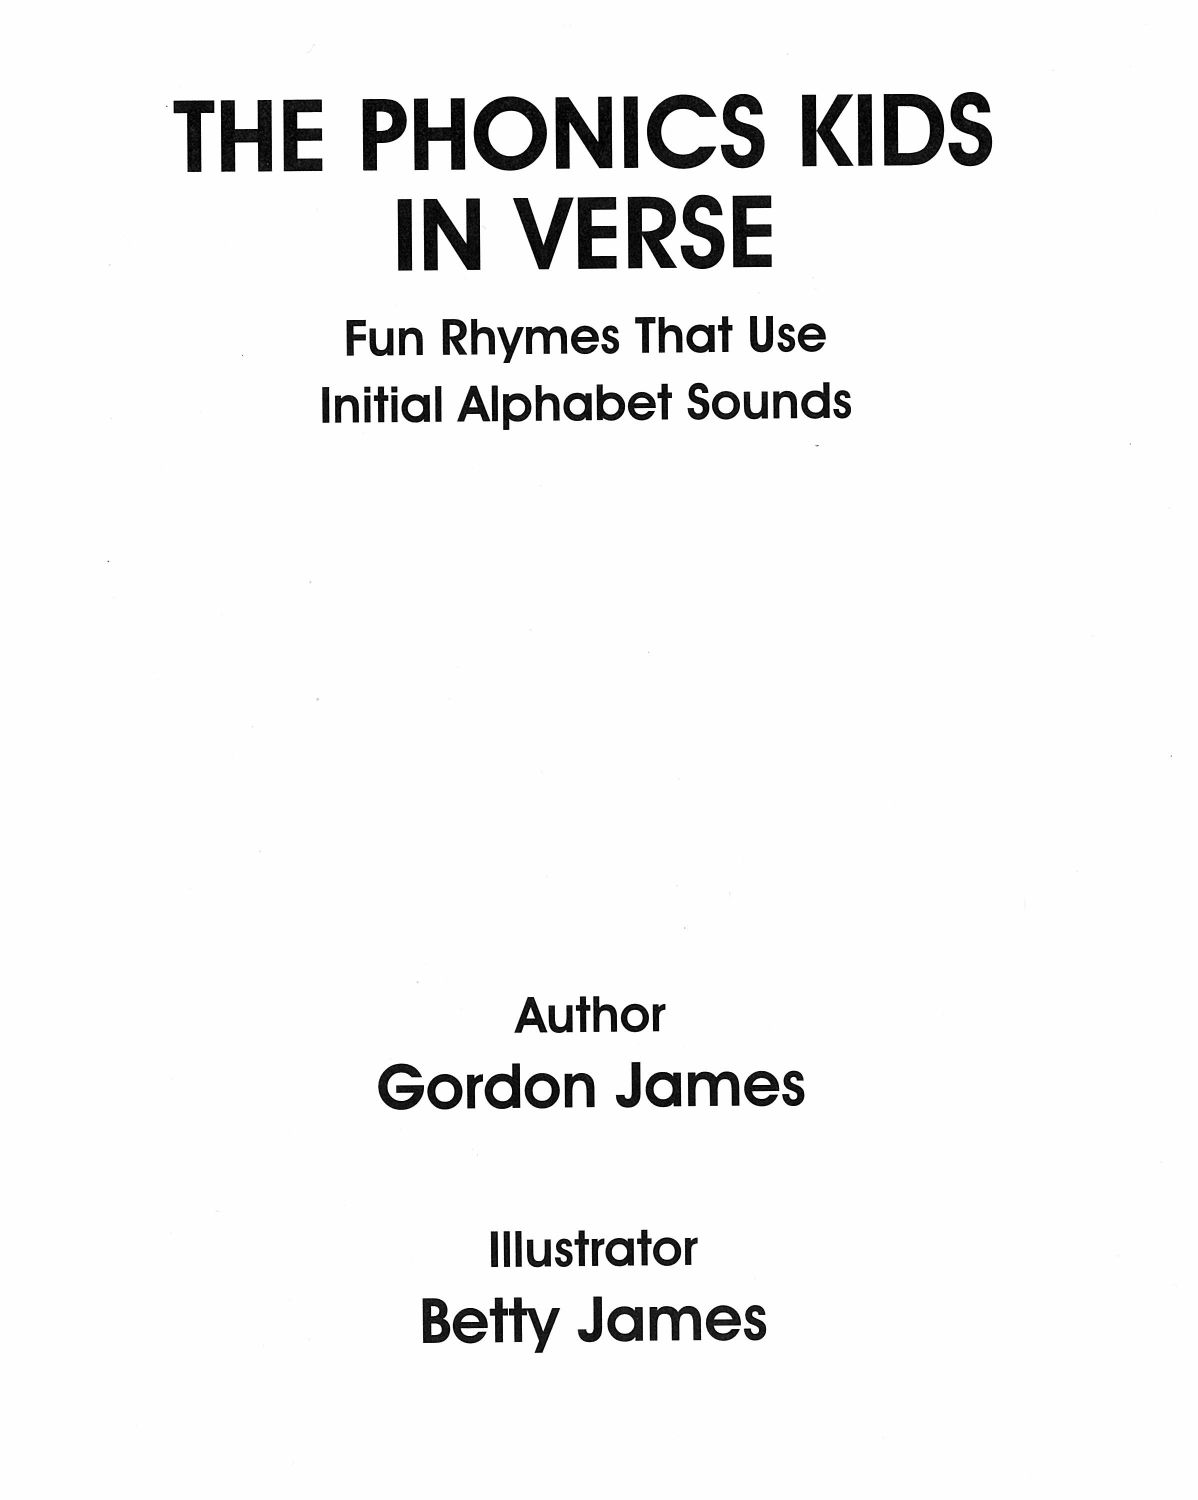 THE PHONICS KIDS
IN VERSE
Fun Rhymes That Use
Initial Alphabet Sounds
Author
Gordon James
Illustrator
Betty James